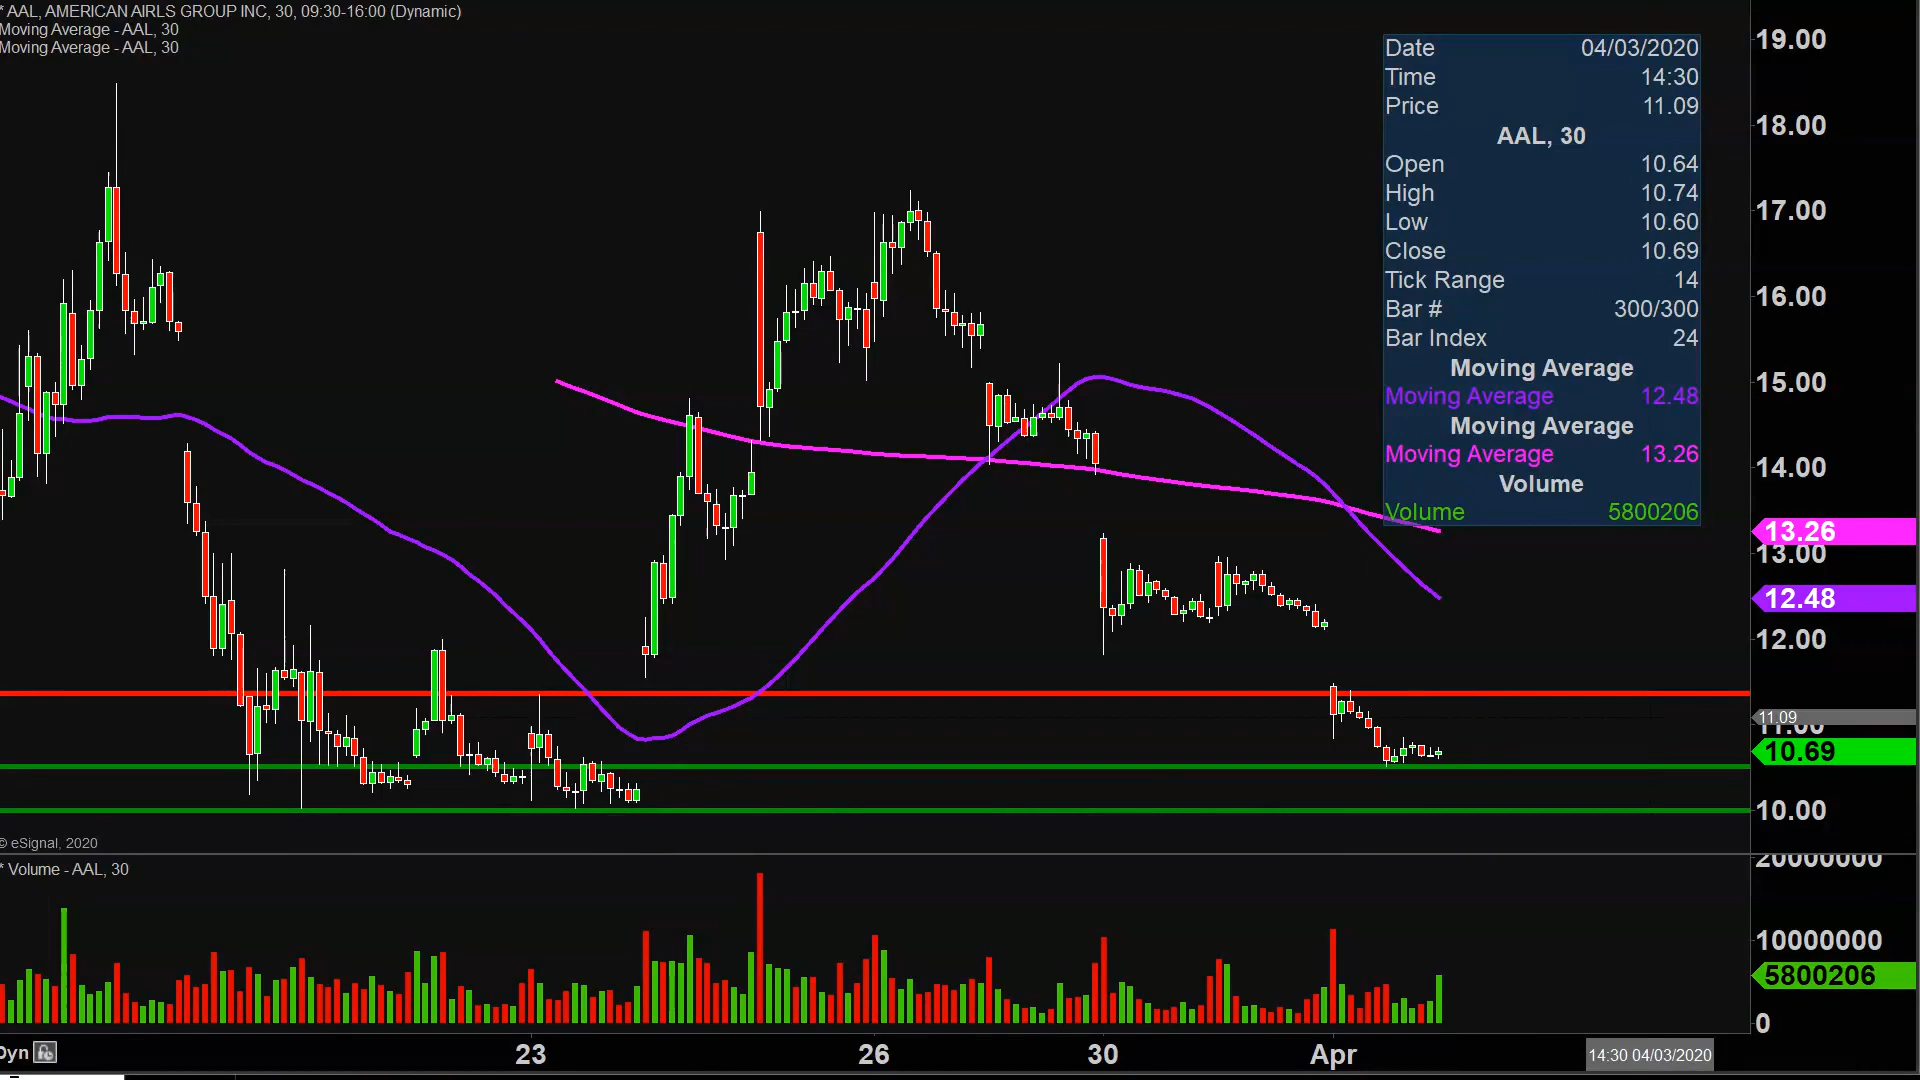 * AAL, AMERICAN AIRLS GROUP INC, 30, 09:30-16:00 (Dynamic)
Moving Average - AAL, 30
Moving Average - AAL, 30
Date 04/03/2020
Time 14:30
Price 11.09
AAL, 30
Open 10.64
High 10.74
Low 10.60
Close 10.69
Tick Range 14
Bar # 300/300
Bar Index 24
Moving Average
Moving Average 12.48
Moving Average
Moving Average 13.26
Volume
Volume 5800206
19.00
18.00
17.00
16.00
15.00
14.00
13.26
13.00
12.48
12.00
11.09
11.00
10.69
10.00
© eSignal, 2020
* Volume - AAL, 30
20000000
10000000
5800206
0
Dyn
23
26
30
Apr
14:30 04/03/2020